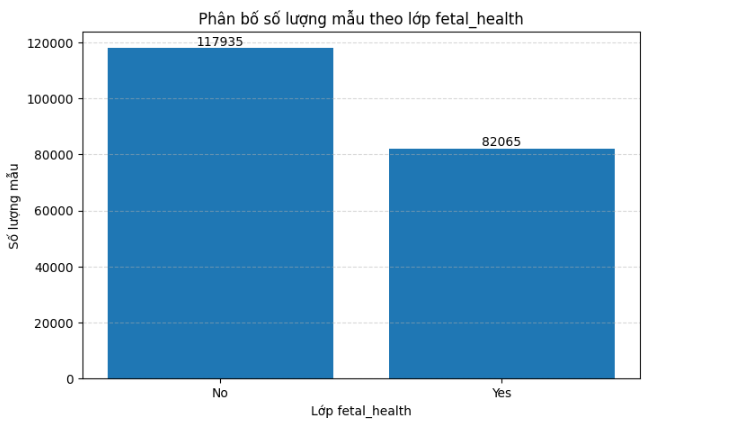 Phân bố số lượng mẫu theo lớp fetal_health
120000
100000
80000
60000
40000
20000
0
Số lượng mẫu
117935
82065
No
Yes
Lớp fetal_health